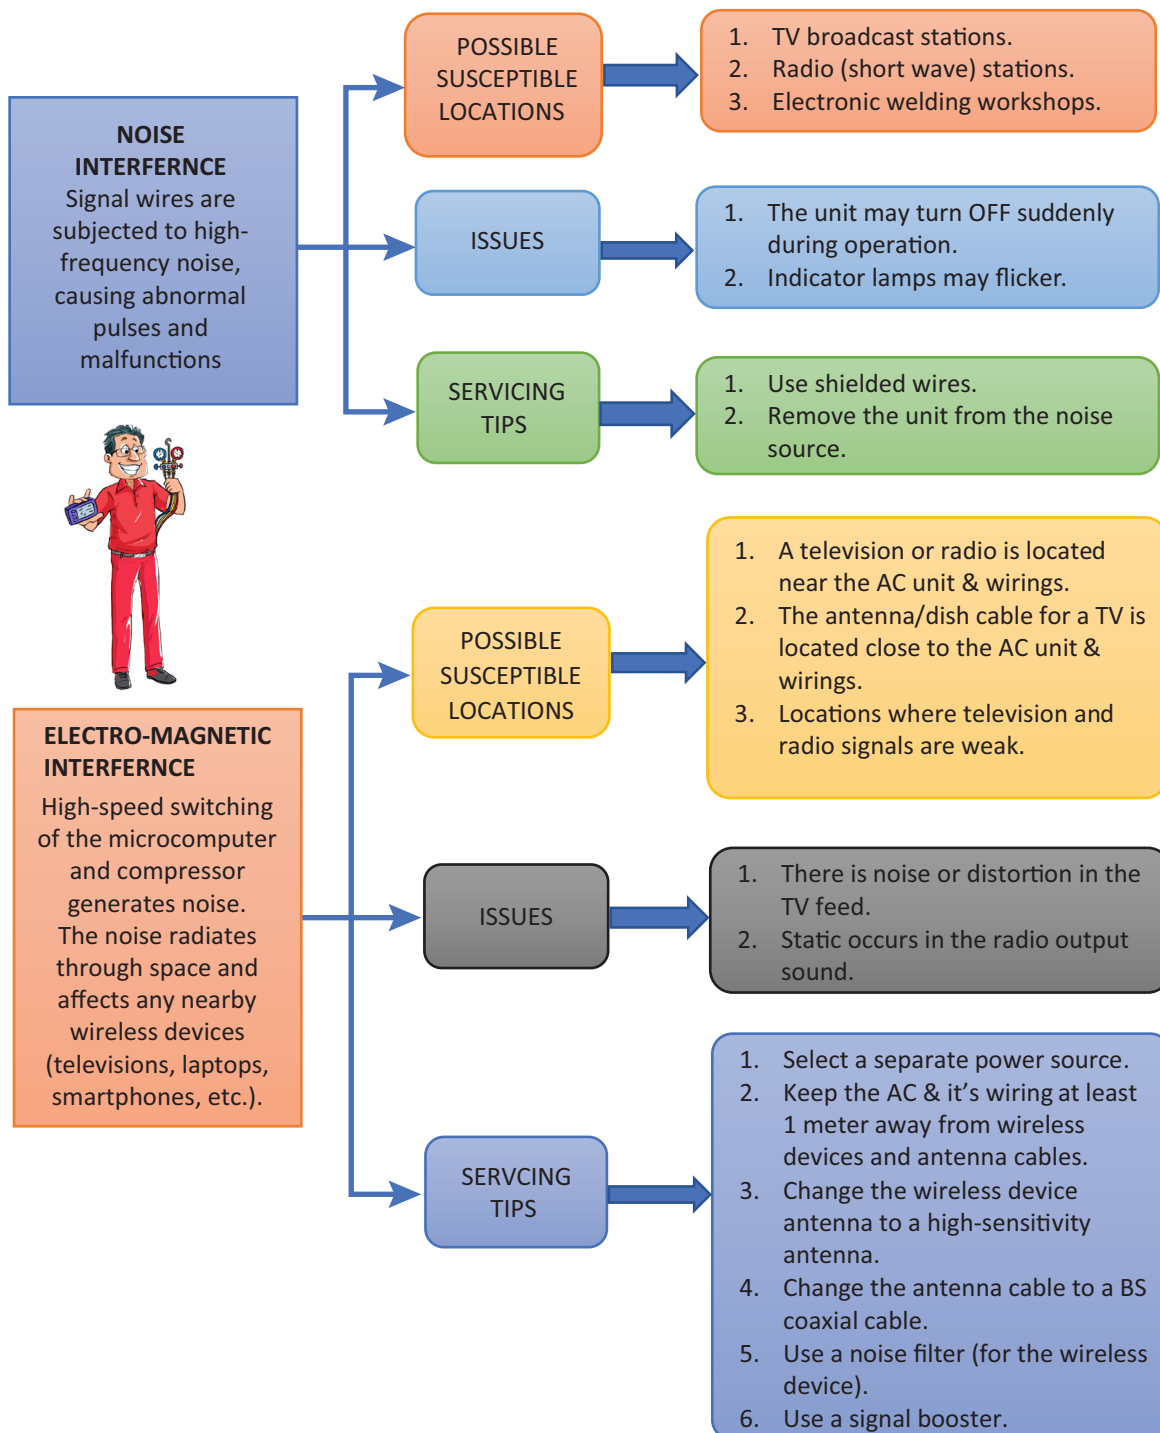 NOISE
INTERFERNCE
Signal wires are
subjected to high-
frequency noise,
causing abnormal
pulses and
malfunctions
POSSIBLE
SUSCEPTIBLE
LOCATIONS
1. TV broadcast stations.
2. Radio (short wave) stations.
3. Electronic welding workshops.
ISSUES
1. The unit may turn OFF suddenly
during operation.
2. Indicator lamps may flicker.
SERVICING
TIPS
1. Use shielded wires.
2. Remove the unit from the noise
source.
ELECTRO-MAGNETIC
INTERFERNCE
High-speed switching
of the microcomputer
and compressor
generates noise.
The noise radiates
through space and
affects any nearby
wireless devices
(televisions, laptops,
smartphones, etc.).
POSSIBLE
SUSCEPTIBLE
LOCATIONS
1. A television or radio is located
near the AC unit & wirings.
2. The antenna/dish cable for a TV is
located close to the AC unit &
wirings.
3. Locations where television and
radio signals are weak.
ISSUES
1. There is noise or distortion in the
TV feed.
2. Static occurs in the radio output
sound.
SERVCING
TIPS
1. Select a separate power source.
2. Keep the AC & it’s wiring at least
1 meter away from wireless
devices and antenna cables.
3. Change the wireless device
antenna to a high-sensitivity
antenna.
4. Change the antenna cable to a BS
coaxial cable.
5. Use a noise filter (for the wireless
device).
6. Use a signal booster.